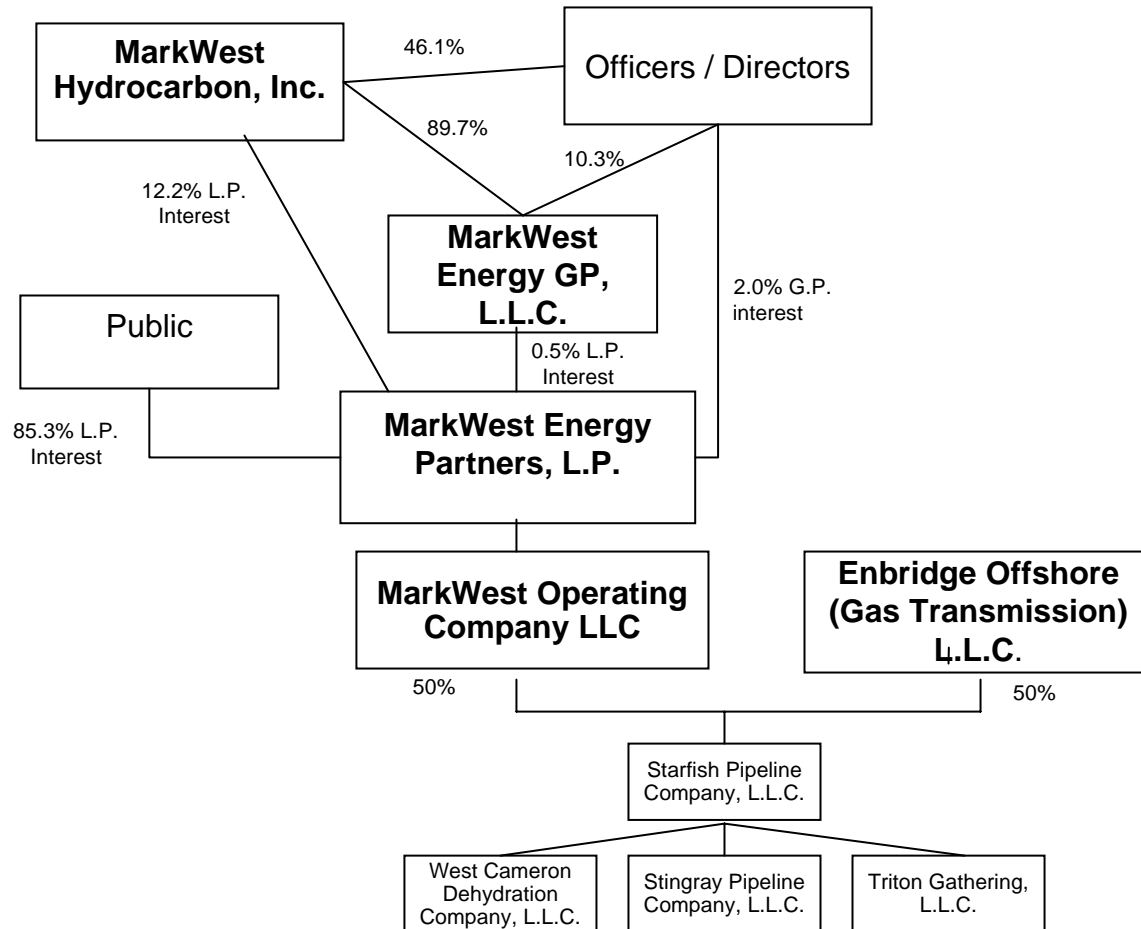 MarkWest
Hydrocarbon, Inc.
46.1%
Officers / Directors
89.7%
10.3%
12.2% L.P.
Interest
MarkWest
Energy GP,
L.L.C.
2.0% G.P.
interest
Public
0.5% L.P.
Interest
85.3% L.P.
Interest
MarkWest Energy
Partners, L.P.
MarkWest Operating
Company LLC
Enbridge Offshore
(Gas Transmission)
L.L.C.
50%
50%
Starfish Pipeline
Company, L.L.C.
West Cameron
Dehydration
Company, L.L.C.
Stingray Pipeline
Company, L.L.C.
Triton Gathering,
L.L.C.